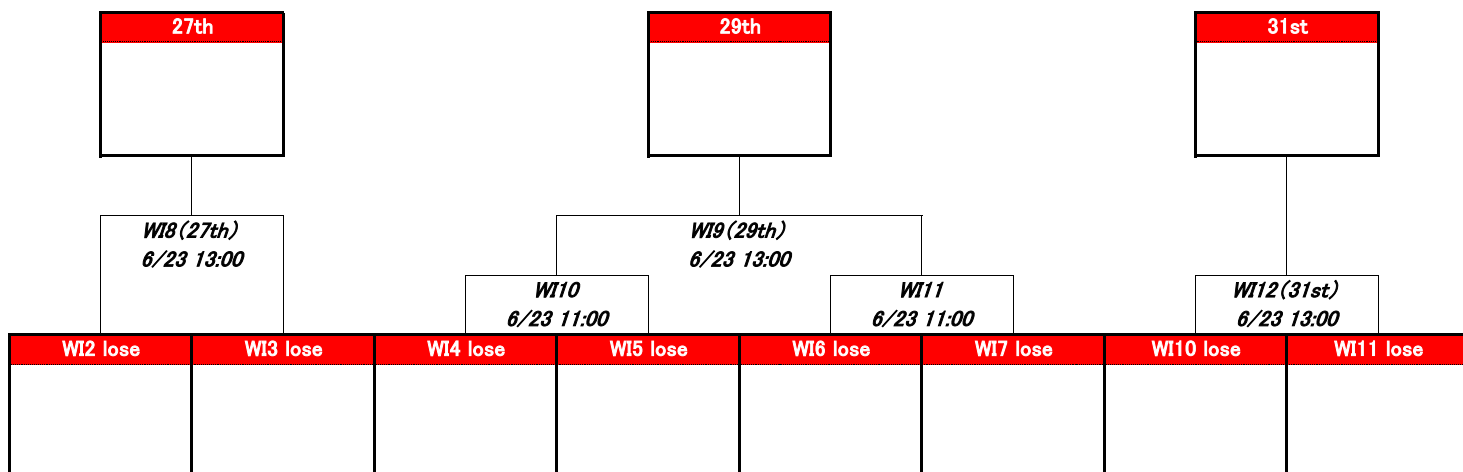 27th
29th
31st
WI8(27th)
6/23 13:00
WI9(29th)
6/23 13:00
WI10
6/23 11:00
WI11
6/23 11:00
WI12(31st)
6/23 13:00
WI2 lose
WI3 lose
WI4 lose
WI5 lose
WI6 lose
WI7 lose
WI10 lose
WI11 lose